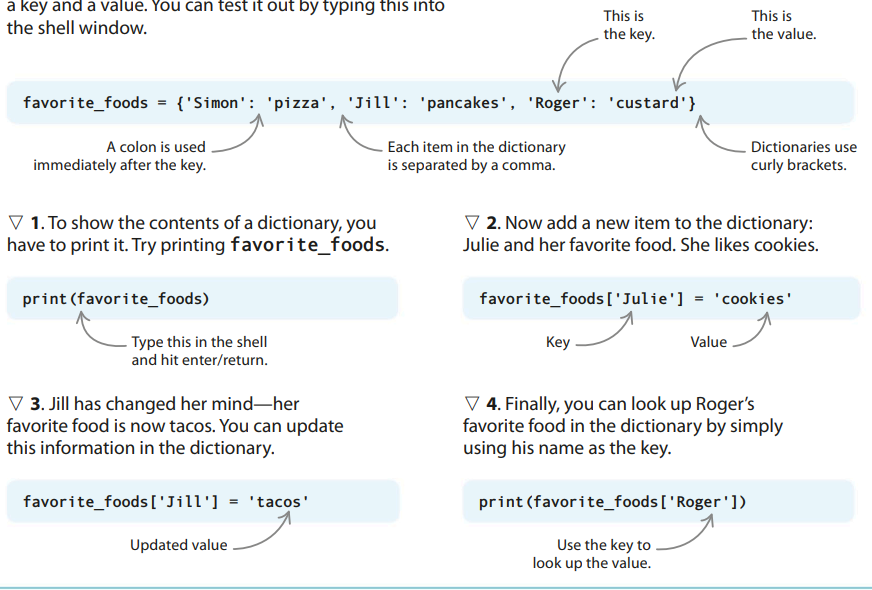 a key and a value. You can test it out by typing this into
the shell window.
This is
the key.
This is
the value.
favorite_foods = {'Simon': 'pizza', 'Jill': 'pancakes', 'Roger': 'custard'}
A colon is used
immediately after the key.
Each item in the dictionary
is separated by a comma.
Dictionaries use
curly brackets.
▽ 1. To show the contents of a dictionary, you
have to print it. Try printing favorite_foods.
print(favorite_foods)
Type this in the shell
and hit enter/return.
▽ 2. Now add a new item to the dictionary:
Julie and her favorite food. She likes cookies.
favorite_foods['Julie'] = 'cookies'
Key
Value
▽ 3. Jill has changed her mind—her
favorite food is now tacos. You can update
this information in the dictionary.
favorite_foods['Jill'] = 'tacos'
Updated value
▽ 4. Finally, you can look up Roger's
favorite food in the dictionary by simply
using his name as the key.
print(favorite_foods['Roger'])
Use the key to
look up the value.